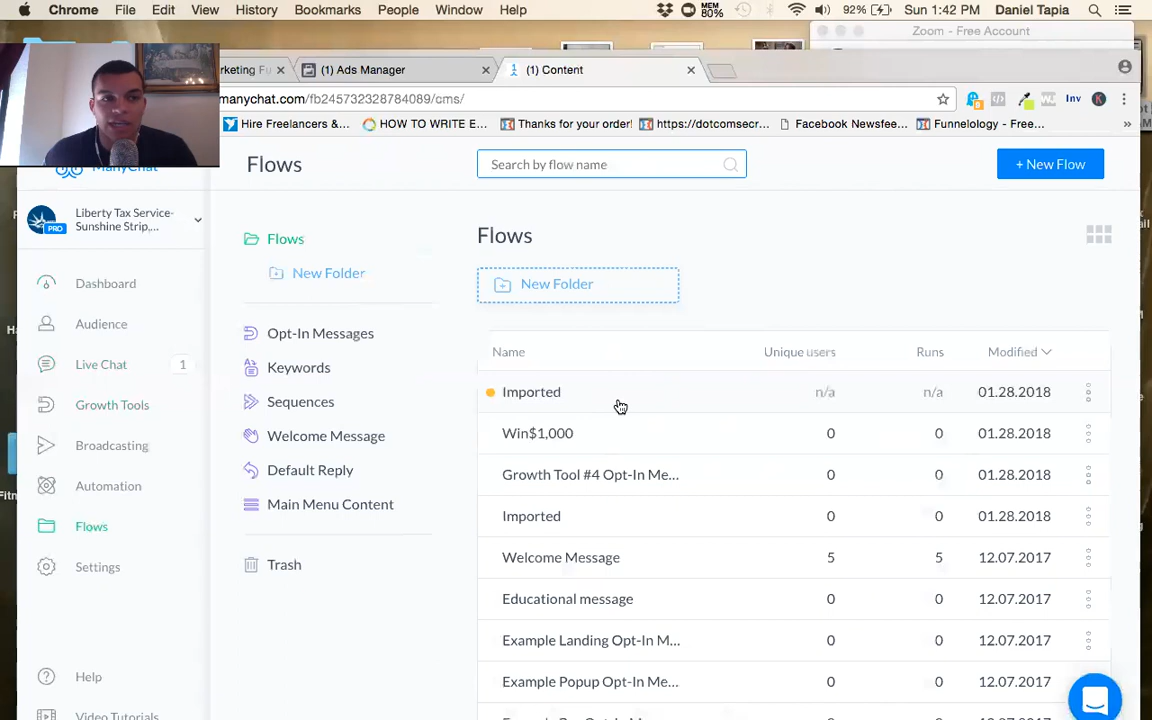 Chrome File Edit View History Bookmarks People Window Help MEM 80% 92% Sun 1:42 PM Daniel Tapia
Zoom - Free Account
(1) Ads Manager (1) Content
manychat.com/fb245732328784089/cms/ Inv K
Hire Freelancers &... HOW TO WRITE E... Thanks for your order! https://dotcomsecr... Facebook Newsfee... Funnelology - Free... »
ManyChat
Flows
Search by flow name
+ New Flow
Liberty Tax Service-
Sunshine Strip,...
PRO
Dashboard
Audience
Live Chat 1
Growth Tools
Broadcasting
Automation
Flows
Settings
Help
Video Tutorials
Flows
New Folder
Opt-In Messages
Keywords
Sequences
Welcome Message
Default Reply
Main Menu Content
Trash
Flows
New Folder
Name Unique users Runs Modified
Imported n/a n/a 01.28.2018
Win$1,000 0 0 01.28.2018
Growth Tool #4 Opt-In Me... 0 0 01.28.2018
Imported 0 0 01.28.2018
Welcome Message 5 5 12.07.2017
Educational message 0 0 12.07.2017
Example Landing Opt-In M... 0 0 12.07.2017
Example Popup Opt-In Me... 0 0 12.07.2017